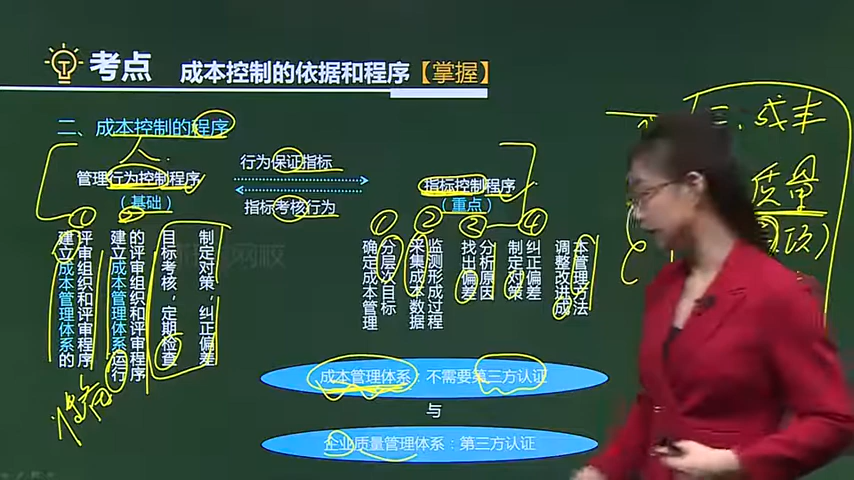 考点 成本控制的依据和程序【掌握】
二、成本控制的程序
管理行为控制程序
（基础）
行为保证指标
指标考核行为
指标控制程序
（重点）
建立成本管理体系的
评审组织和评审程序
建立成本管理体系运行
的评审组织和评审程序
目标考核，定期检查
制定对策，纠正偏差
①
②
②
④
确定成本管理
分层次目标
采集成本数据
监测形成过程
找出偏差
分析原因
制定对策
纠正偏差
调整改进成
本管理方法
成本管理体系：不需要第三方认证
与
企业质量管理体系：第三方认证
质量